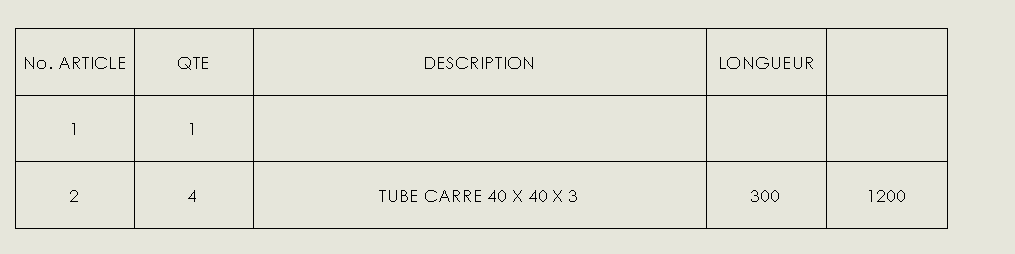 No. ARTICLE QTE DESCRIPTION LONGUEUR
1 1
2 4 TUBE CARRE 40 X 40 X 3 300 1200